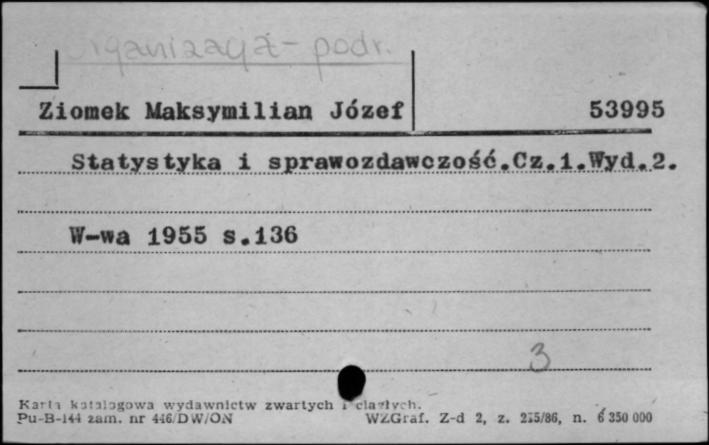 Organizacja - podr.
Ziomek Maksymilian Józef 53995
Statystyka i sprawozdawczość.Cz.1.Wyd.2.
W-wa 1955 s.136
3
Karta katalogowa wydawnictw zwartych i ciągłych.
Pu-B-144 zam. nr 446/DW/ON WZGraf. Z-d 2, z. 215/86, n. 6 350 000